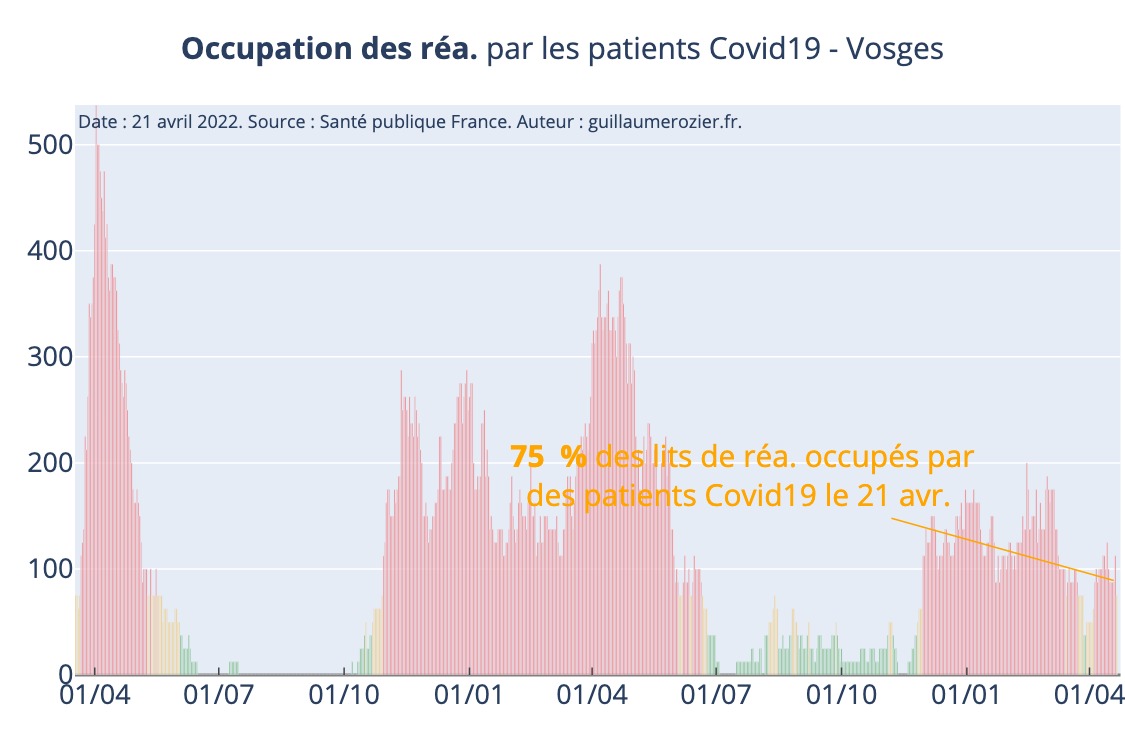 Occupation des réa. par les patients Covid19 - Vosges
Date : 21 avril 2022. Source : Santé publique France. Auteur : guillaumerozier.fr.
500
400
300
200
100
0
75 % des lits de réa. occupés par
des patients Covid19 le 21 avr.
01/04 01/07 01/10 01/01 01/04 01/07 01/10 01/01 01/04